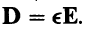 D = ϵE.